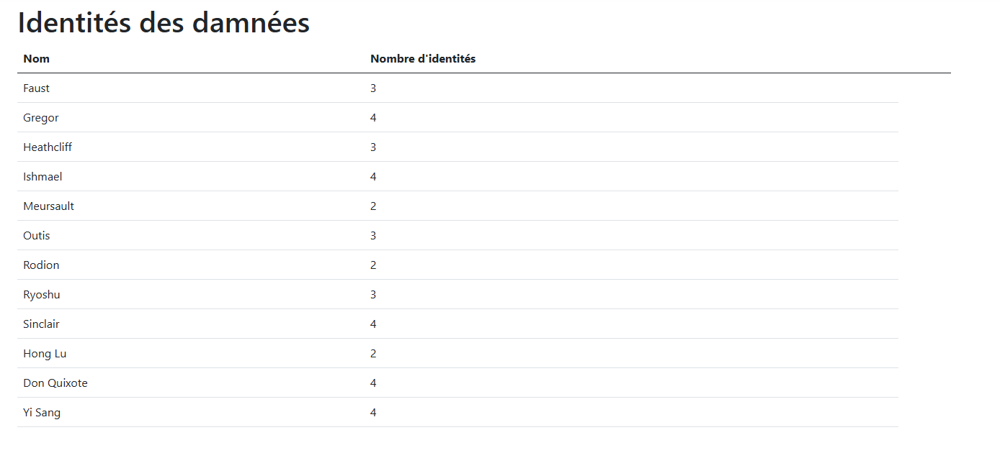 Identités des damnées
Nom Nombre d'identités
Faust 3
Gregor 4
Heathcliff 3
Ishmael 4
Meursault 2
Outis 3
Rodion 2
Ryoshu 3
Sinclair 4
Hong Lu 2
Don Quixote 4
Yi Sang 4